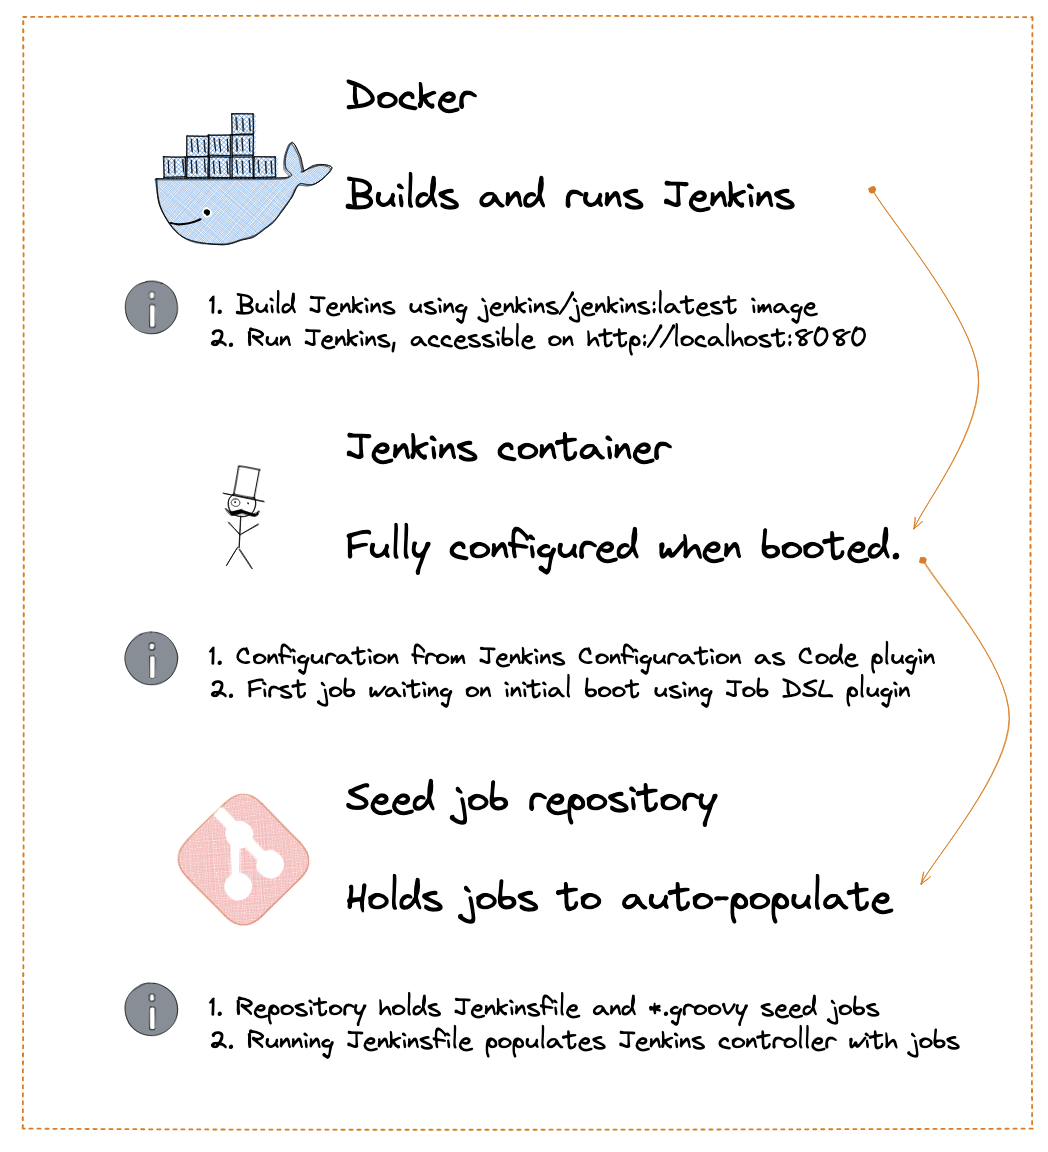 Docker
Builds and runs Jenkins
1. Build Jenkins using jenkins/jenkins:latest image
2. Run Jenkins, accessible on http://localhost:8080
Jenkins container
Fully configured when booted.
1. Configuration from Jenkins Configuration as Code plugin
2. First job waiting on initial boot using Job DSL plugin
Seed job repository
Holds jobs to auto-populate
1. Repository holds Jenkinsfile and *.groovy seed jobs
2. Running Jenkinsfile populates Jenkins controller with jobs